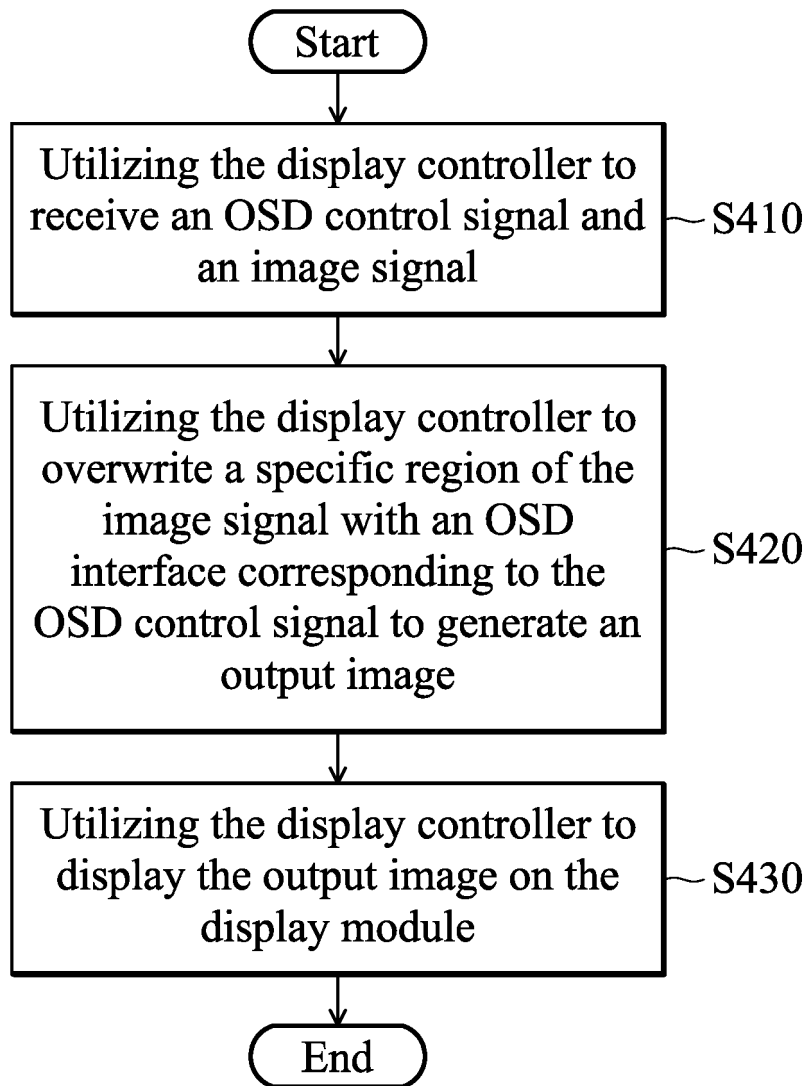 Start
Utilizing the display controller to
receive an OSD control signal and
an image signal
S410
Utilizing the display controller to
overwrite a specific region of the
image signal with an OSD
interface corresponding to the
OSD control signal to generate an
output image
S420
Utilizing the display controller to
display the output image on the
display module
S430
End